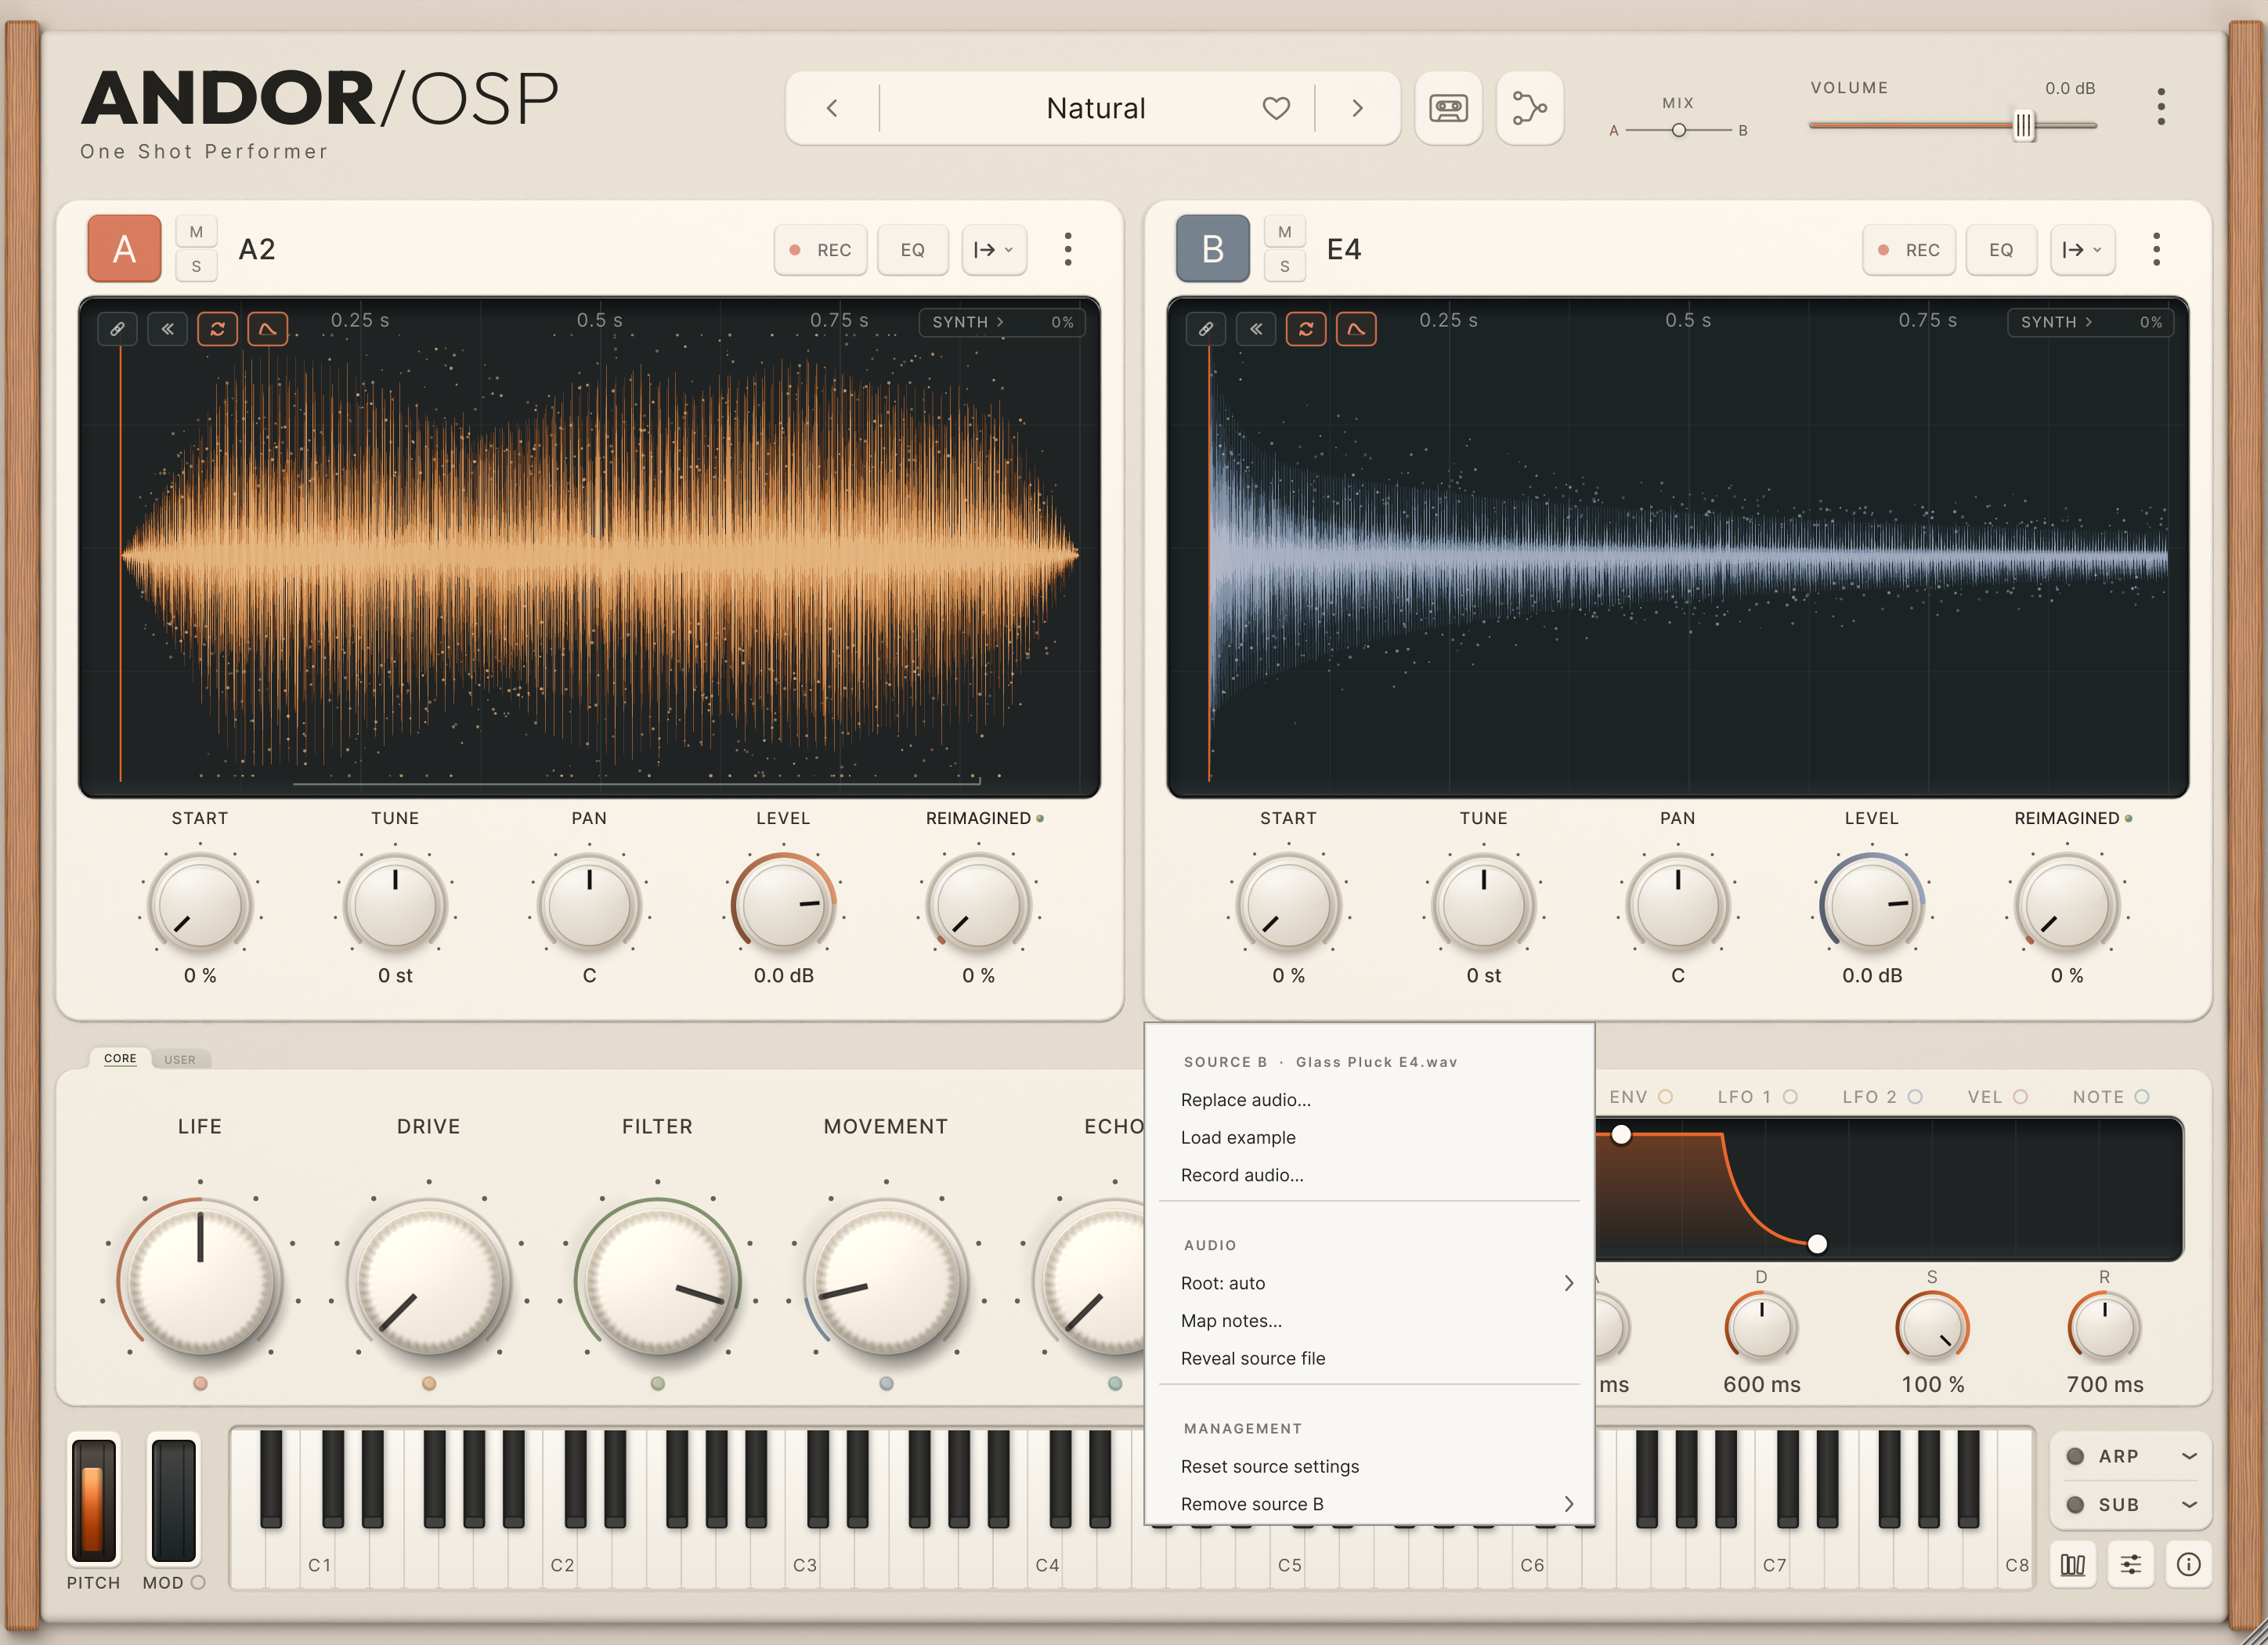 ANDOR/OSP
One Shot Performer
Natural
MIX
A B
VOLUME 0.0 dB
A
M
S
A2
REC
EQ
0.25 s
0.5 s
0.75 s
SYNTH > 0%
START
TUNE
PAN
LEVEL
REIMAGINED
0 %
0 st
C
0.0 dB
0 %
B
M
S
E4
REC
EQ
0.25 s
0.5 s
0.75 s
SYNTH > 0%
START
TUNE
PAN
LEVEL
REIMAGINED
0 %
0 st
C
0.0 dB
0 %
CORE
USER
LIFE
DRIVE
FILTER
MOVEMENT
ECHO
SOURCE B · Glass Pluck E4.wav
Replace audio...
Load example
Record audio...
AUDIO
Root: auto
Map notes...
Reveal source file
MANAGEMENT
Reset source settings
Remove source B
ENV
LFO 1
LFO 2
VEL
NOTE
D
S
R
ms
600 ms
100 %
700 ms
PITCH
MOD
C1
C2
C3
C4
C5
C6
C7
C8
ARP
SUB